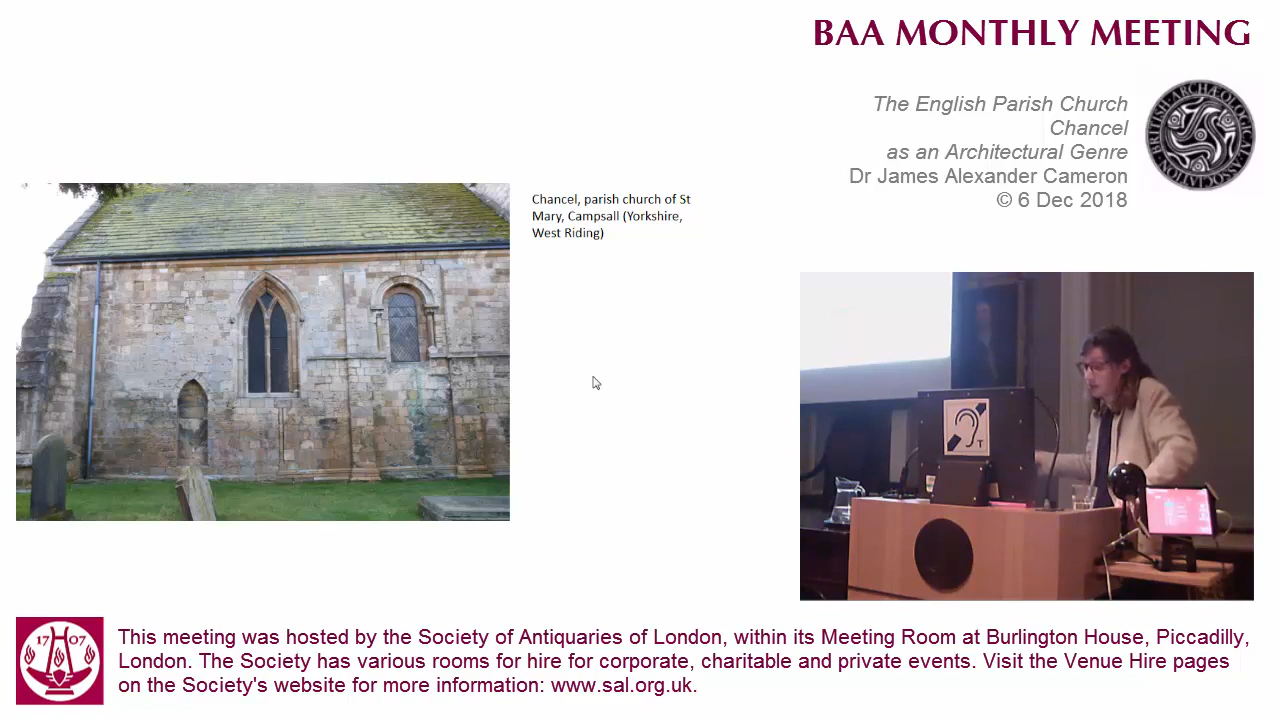 BAA MONTHLY MEETING
The English Parish Church
Chancel
as an Architectural Genre
Dr James Alexander Cameron
© 6 Dec 2018
BRITISH ARCHÆOLOGICAL ASSOCIATION
Chancel, parish church of St
Mary, Campsall (Yorkshire,
West Riding)
T
1707
This meeting was hosted by the Society of Antiquaries of London, within its Meeting Room at Burlington House, Piccadilly,
London. The Society has various rooms for hire for corporate, charitable and private events. Visit the Venue Hire pages
on the Society's website for more information: www.sal.org.uk.